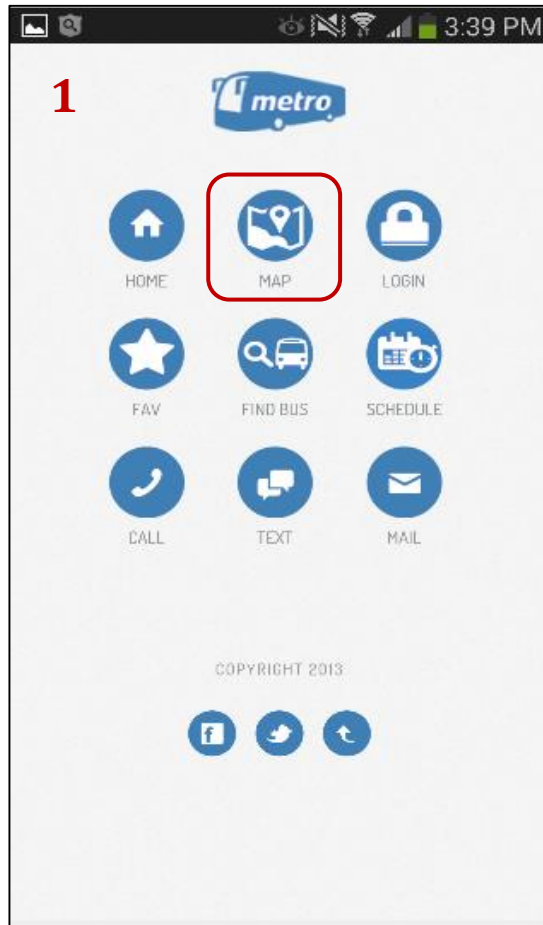 3:39 PM
1
metro
HOME MAP LOGIN
FAV FIND BUS SCHEDULE
CALL TEXT MAIL
COPYRIGHT 2013